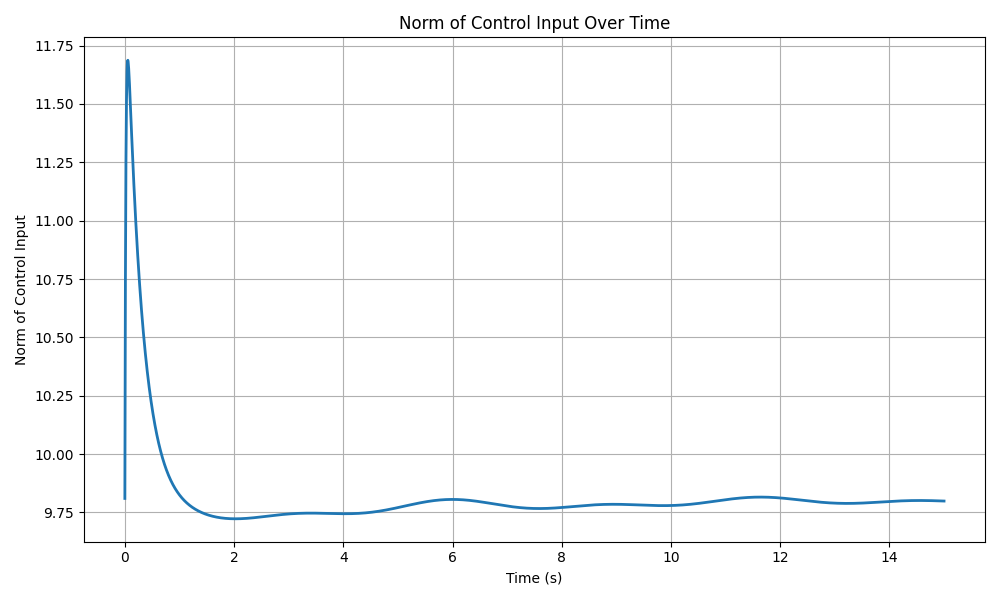 Norm of Control Input Over Time
11.75
11.50
11.25
11.00
10.75
10.50
10.25
10.00
9.75
Norm of Control Input
0 2 4 6 8 10 12 14
Time (s)